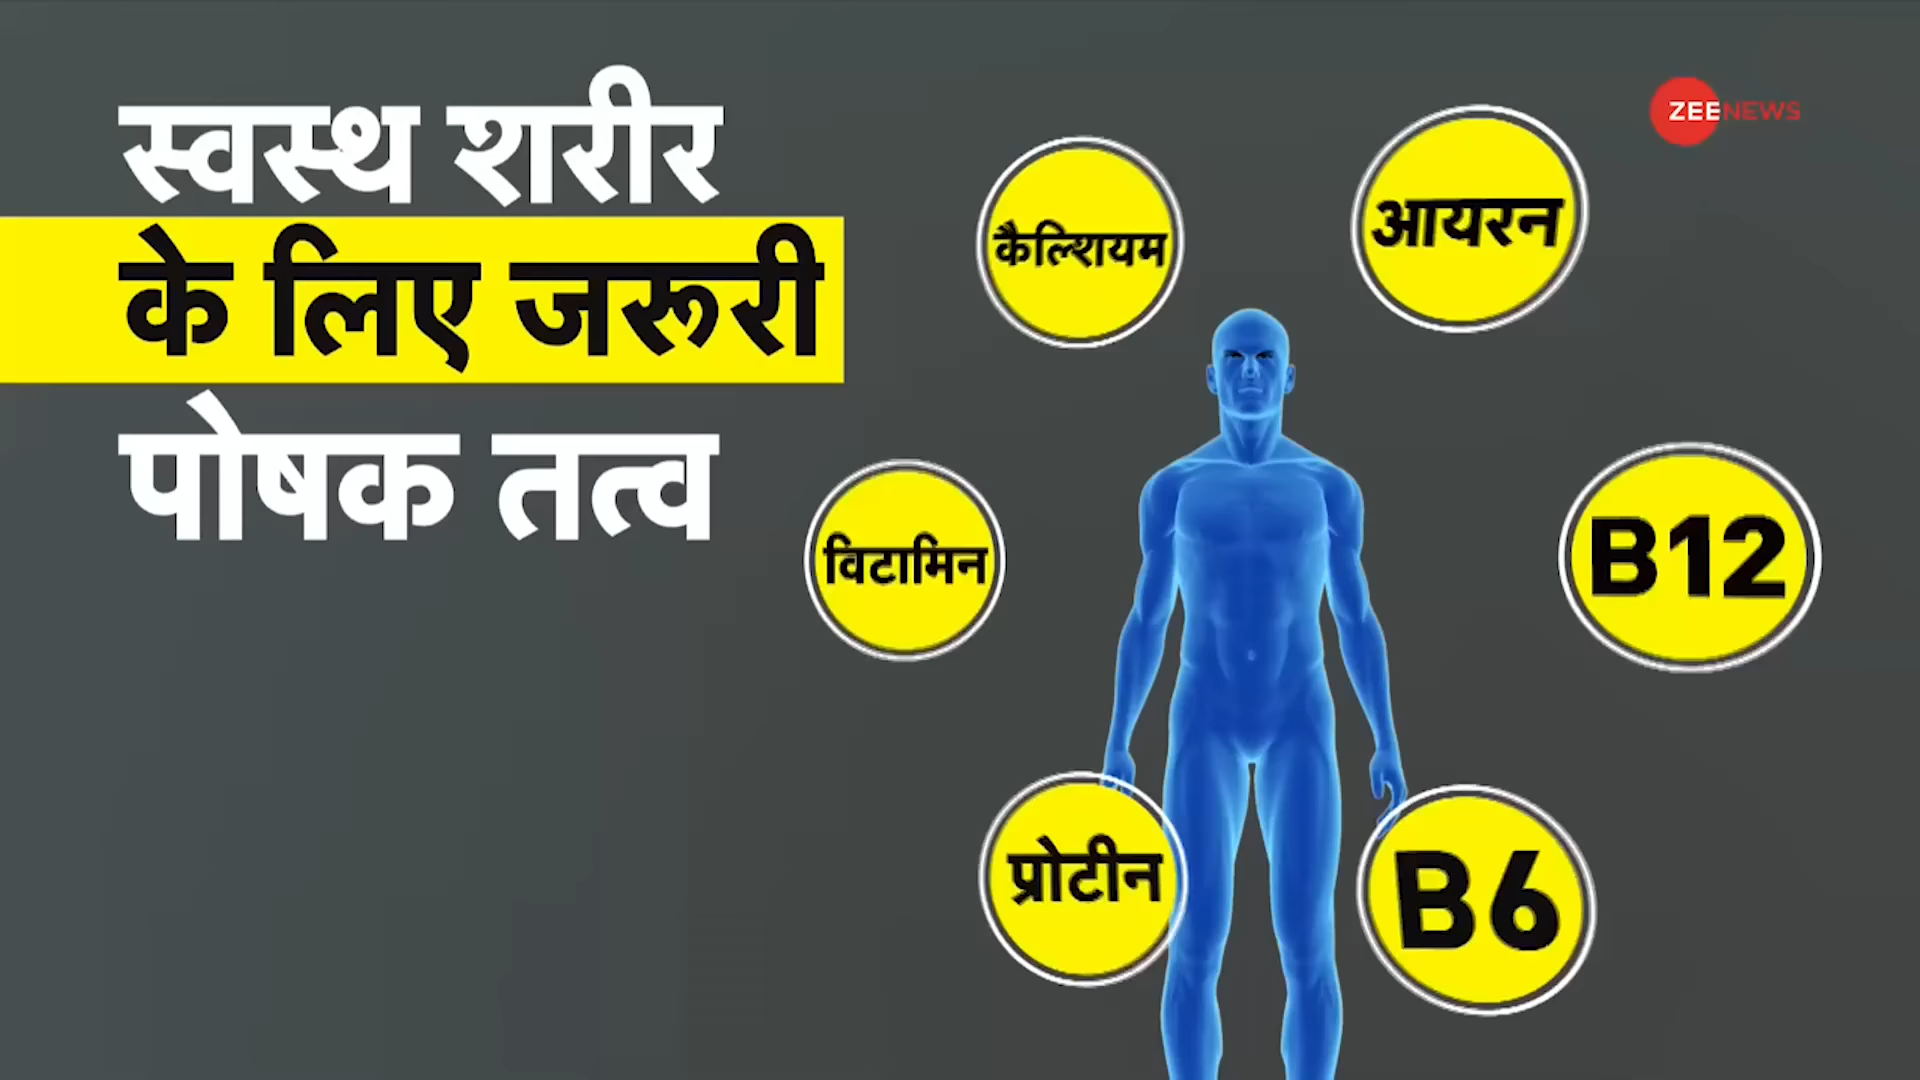 स्वस्थ शरीर
के लिए जरूरी
पोषक तत्व
ZEENEWS
कैल्शियम
आयरन
विटामिन
B12
प्रोटीन
B6